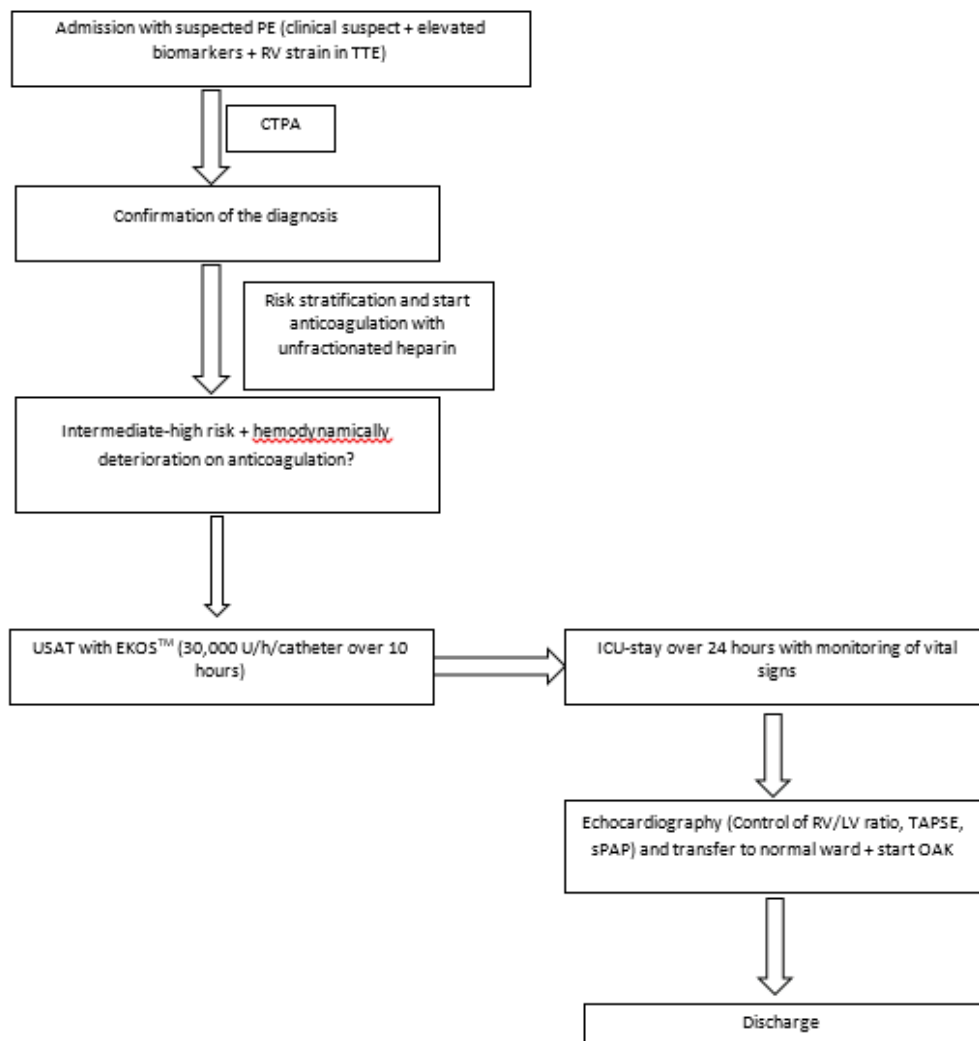 Admission with suspected PE (clinical suspect + elevated
biomarkers + RV strain in TTE)
CTPA
Confirmation of the diagnosis
Risk stratification and start
anticoagulation with
unfractionated heparin
Intermediate-high risk + hemodynamically
deterioration on anticoagulation?
USAT with EKOS™ (30,000 U/h/catheter over 10
hours)
ICU-stay over 24 hours with monitoring of vital
signs
Echocardiography (Control of RV/LV ratio, TAPSE,
sPAP) and transfer to normal ward + start OAK
Discharge